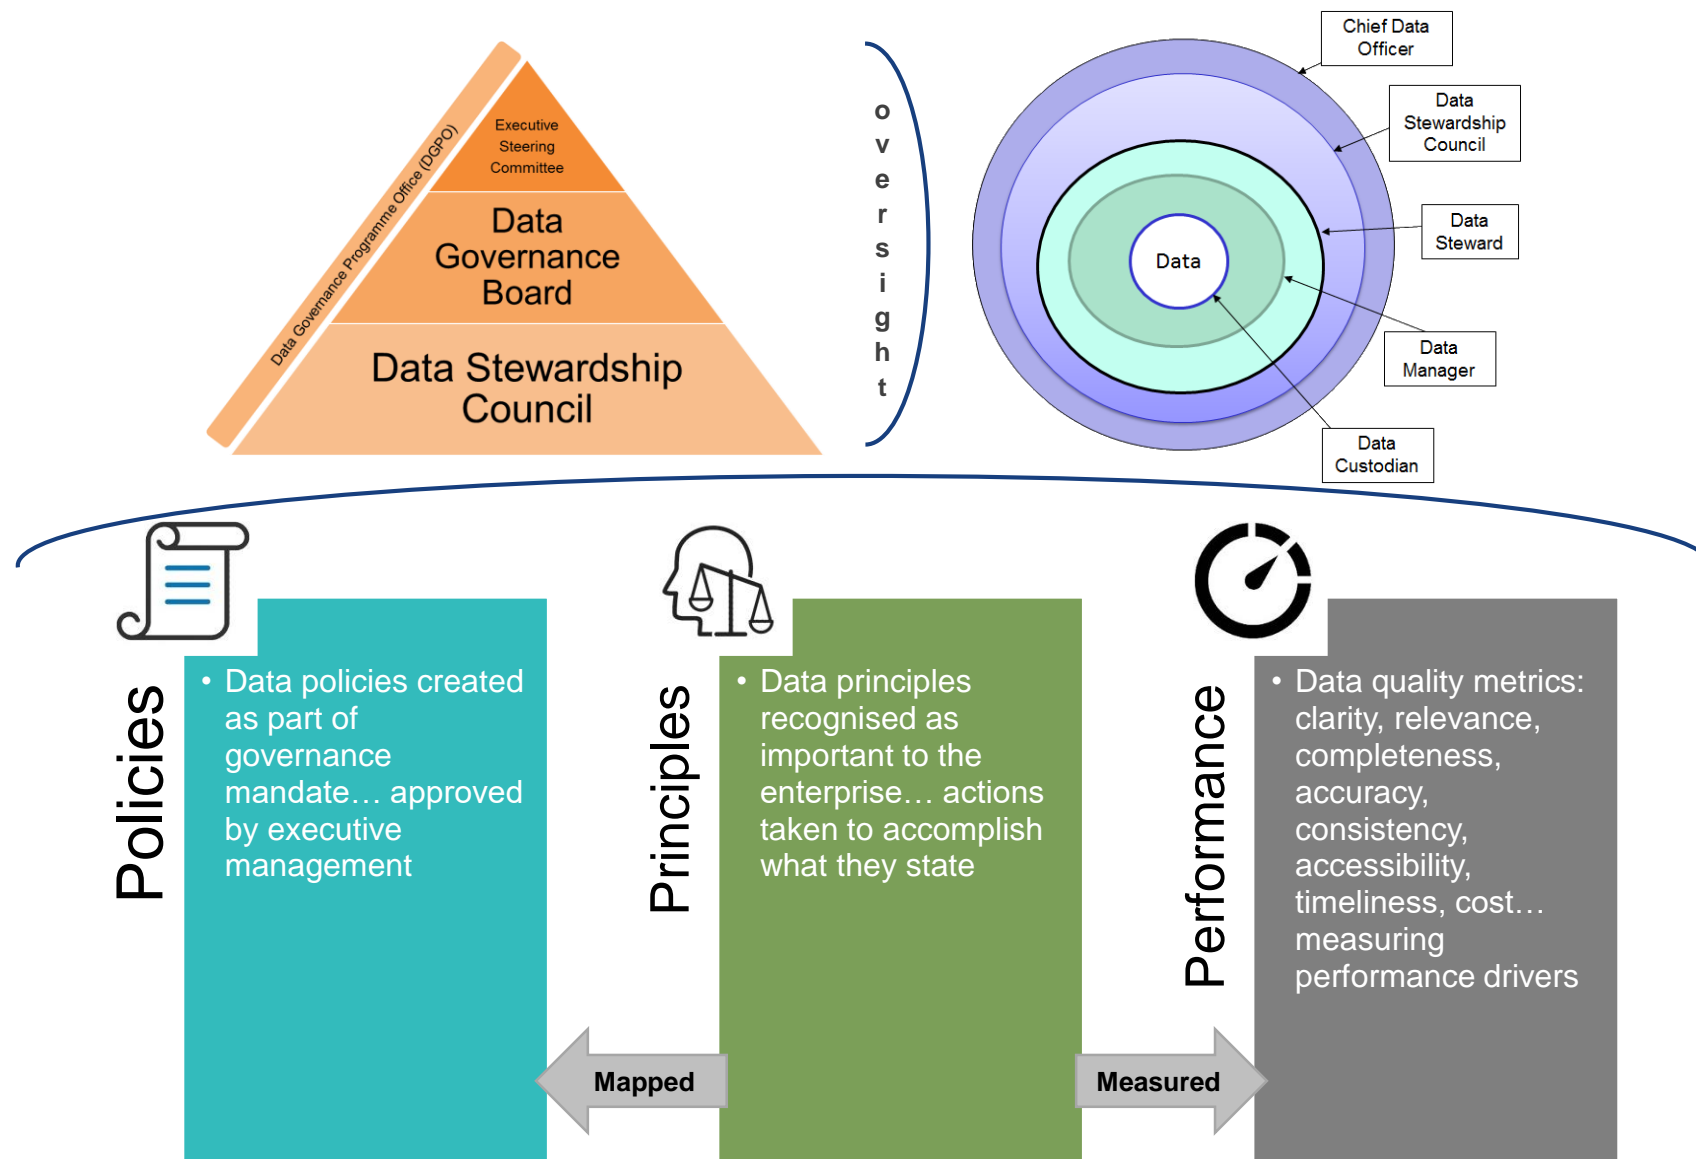 Data Governance Programme Office (DGPO)
Executive
Steering
Committee
Data
Governance
Board
Data Stewardship
Council
oversight
Chief Data
Officer
Data
Stewardship
Council
Data
Steward
Data
Data
Manager
Data
Custodian
Policies
• Data policies created
as part of
governance
mandate… approved
by executive
management
Principles
• Data principles
recognised as
important to the
enterprise… actions
taken to accomplish
what they state
Performance
• Data quality metrics:
clarity, relevance,
completeness,
accuracy,
consistency,
accessibility,
timeliness, cost…
measuring
performance drivers
Mapped
Measured